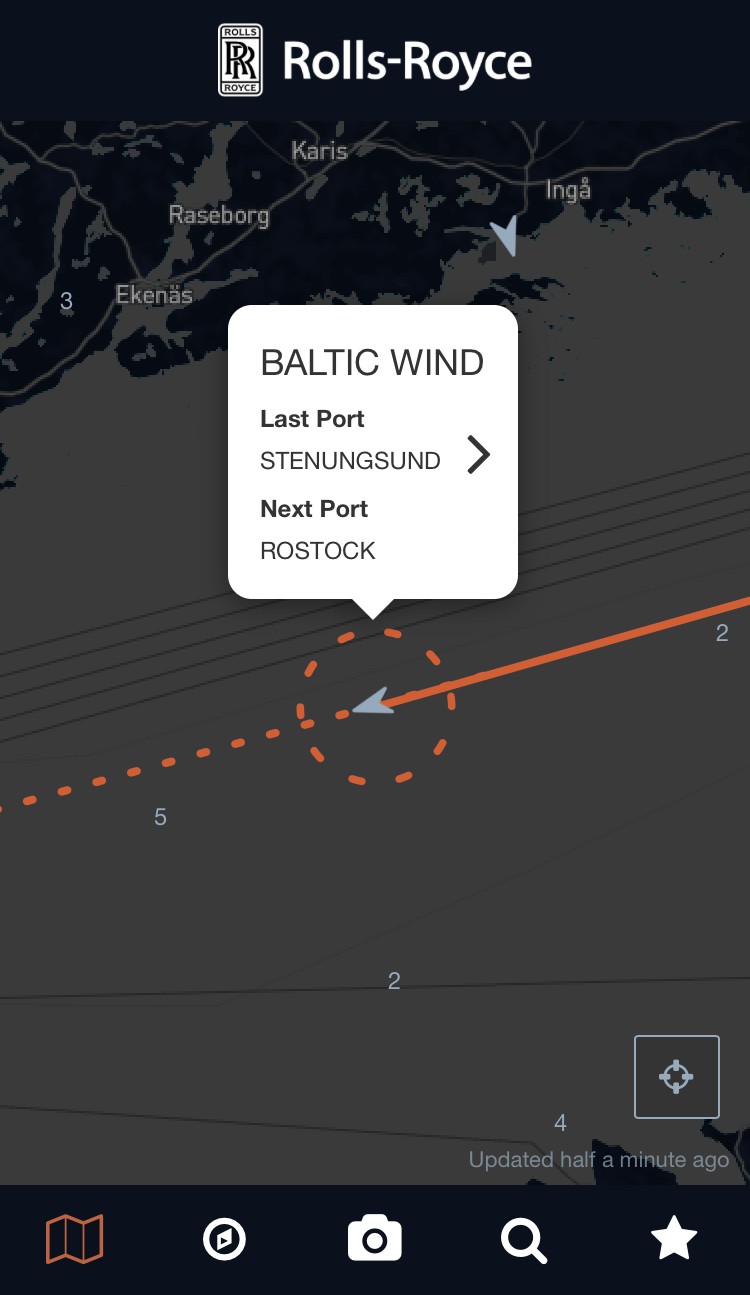 ROLLS
RR
ROYCE
Rolls-Royce
Karis
Ingå
Raseborg
Ekenäs
3
BALTIC WIND
Last Port
STENUNGSUND
Next Port
ROSTOCK
2
5
2
4
Updated half a minute ago